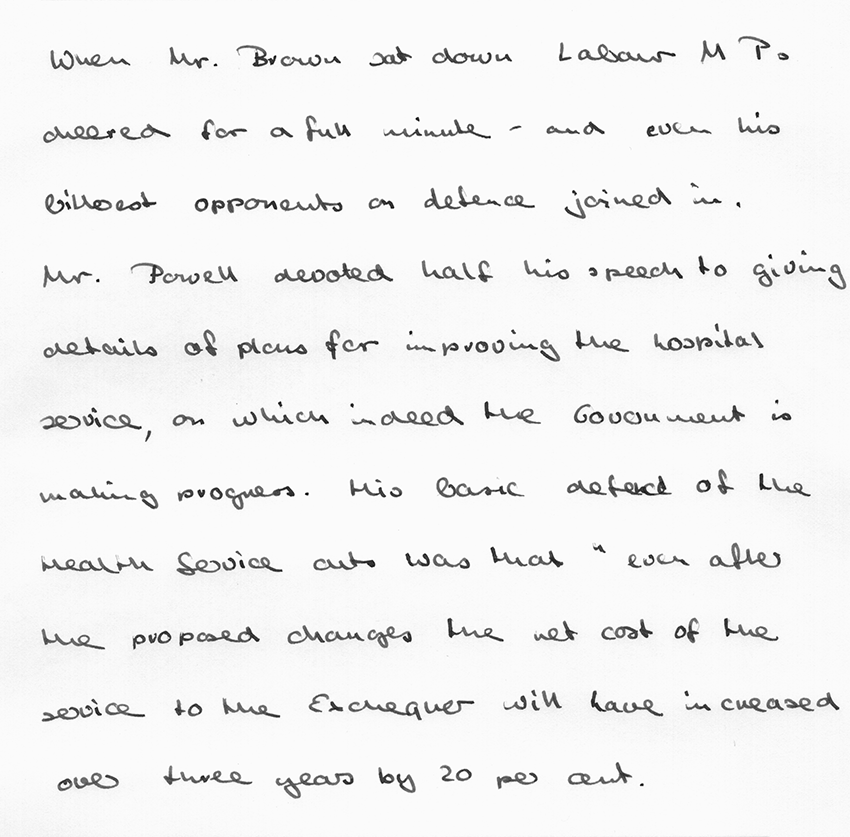 When Mr. Brown sat down Labour M Ps
cheered for a full minute - and even his
bitterest opponents on defence joined in.
Mr. Powell devoted half his speech to giving
details of plans for improving the hospital
service, on which indeed the Government is
making progress. His basic defect of the
Health Service cuts was that " even after
the proposed changes the net cost of the
service to the Exchequer will have increased
over three years by 20 per cent.